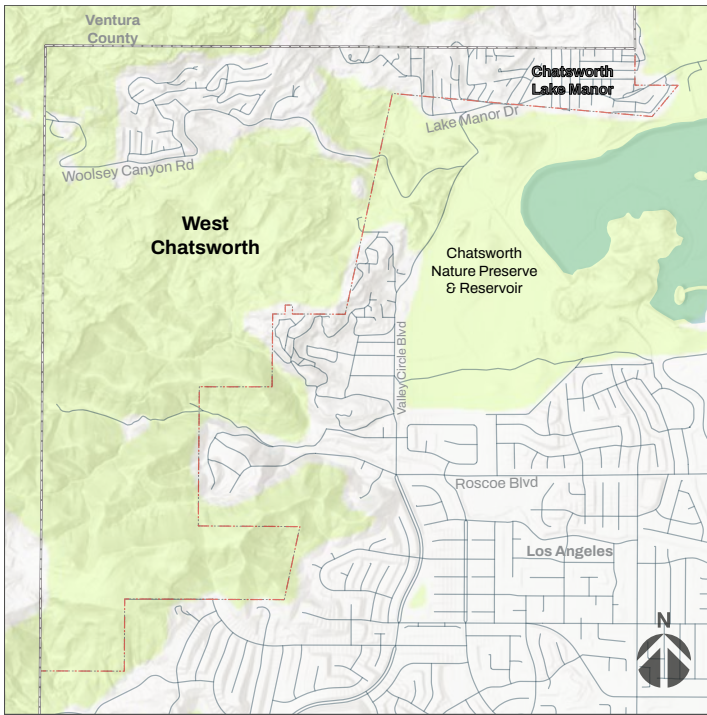 Ventura
County
Chatsworth
Lake Manor
Lake Manor Dr
Woolsey Canyon Rd
West
Chatsworth
Chatsworth
Nature Preserve
& Reservoir
Valley Circle Blvd
Roscoe Blvd
Los Angeles
N